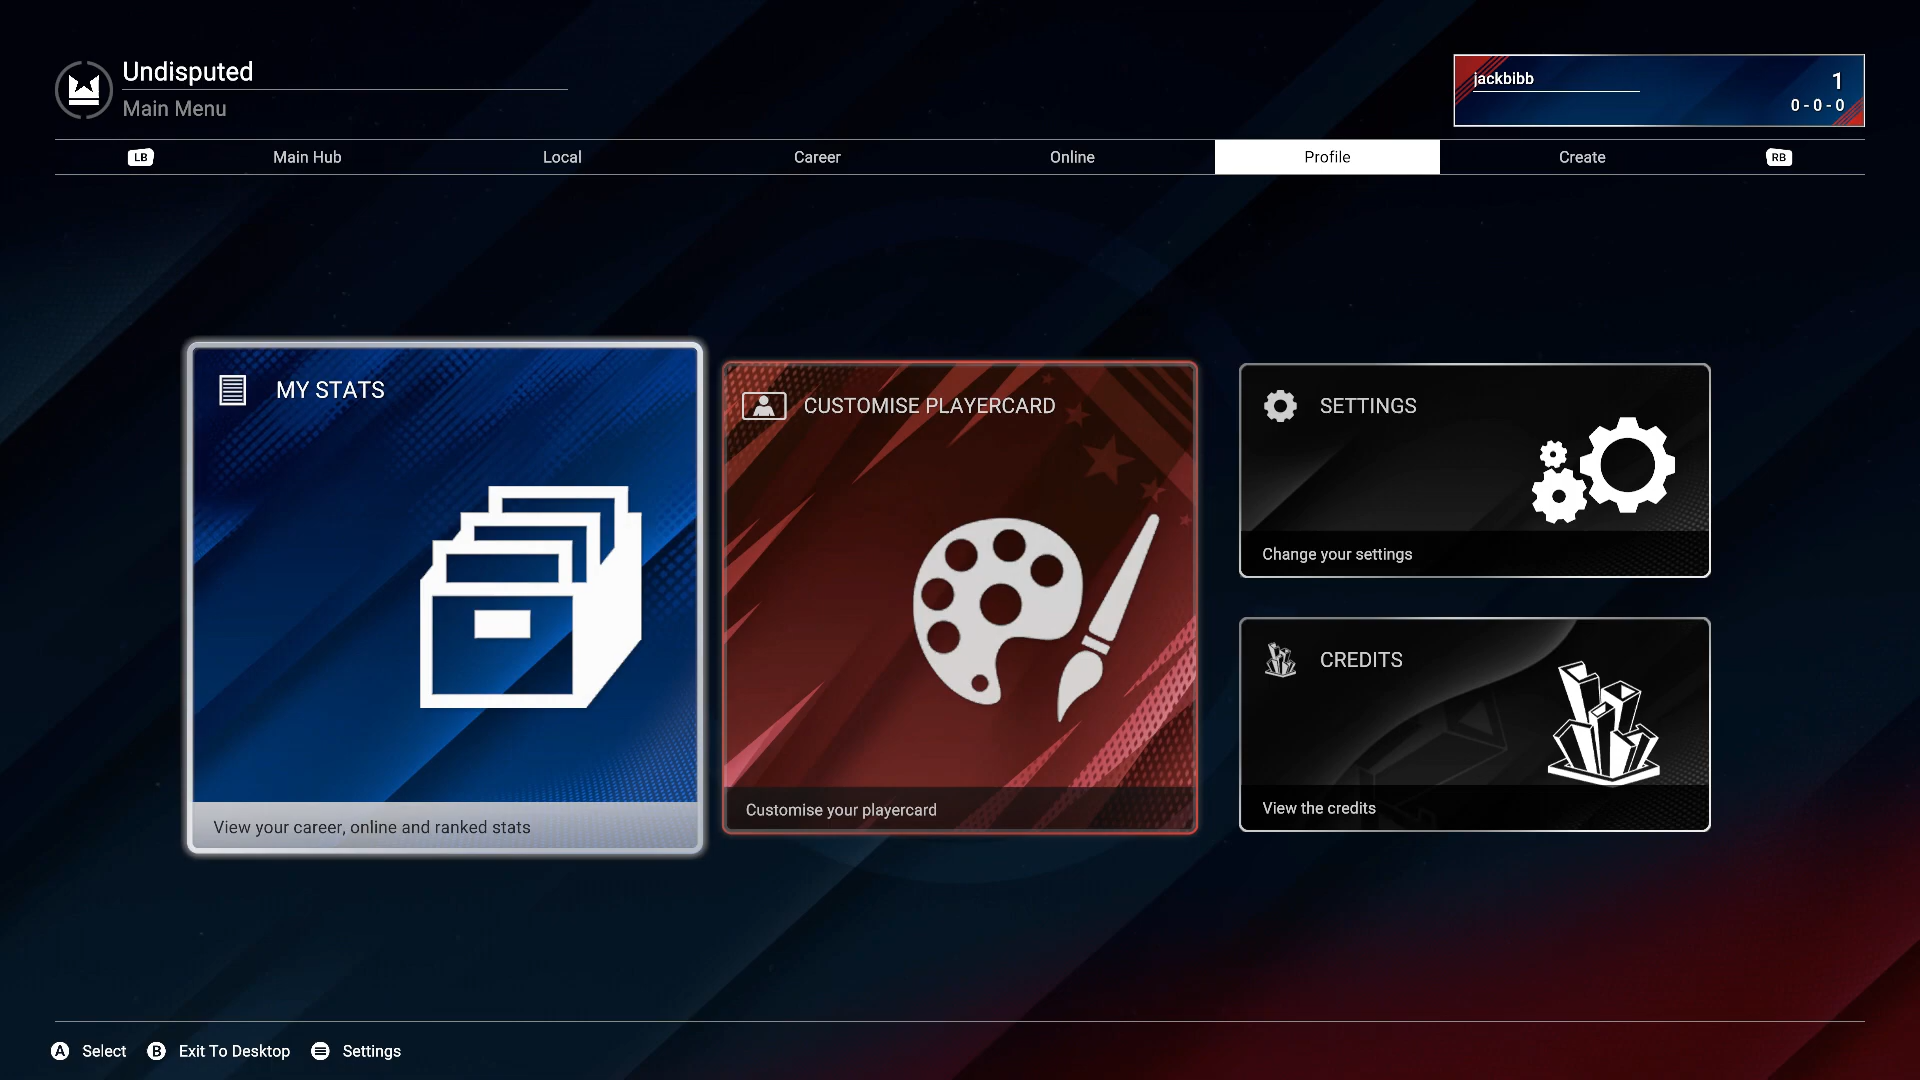 Undisputed
Main Menu
jackbibb
1
0 - 0 - 0
LB Main Hub Local Career Online Profile Create RB
MY STATS
View your career, online and ranked stats
CUSTOMISE PLAYERCARD
Customise your playercard
SETTINGS
Change your settings
CREDITS
View the credits
A Select B Exit To Desktop Settings